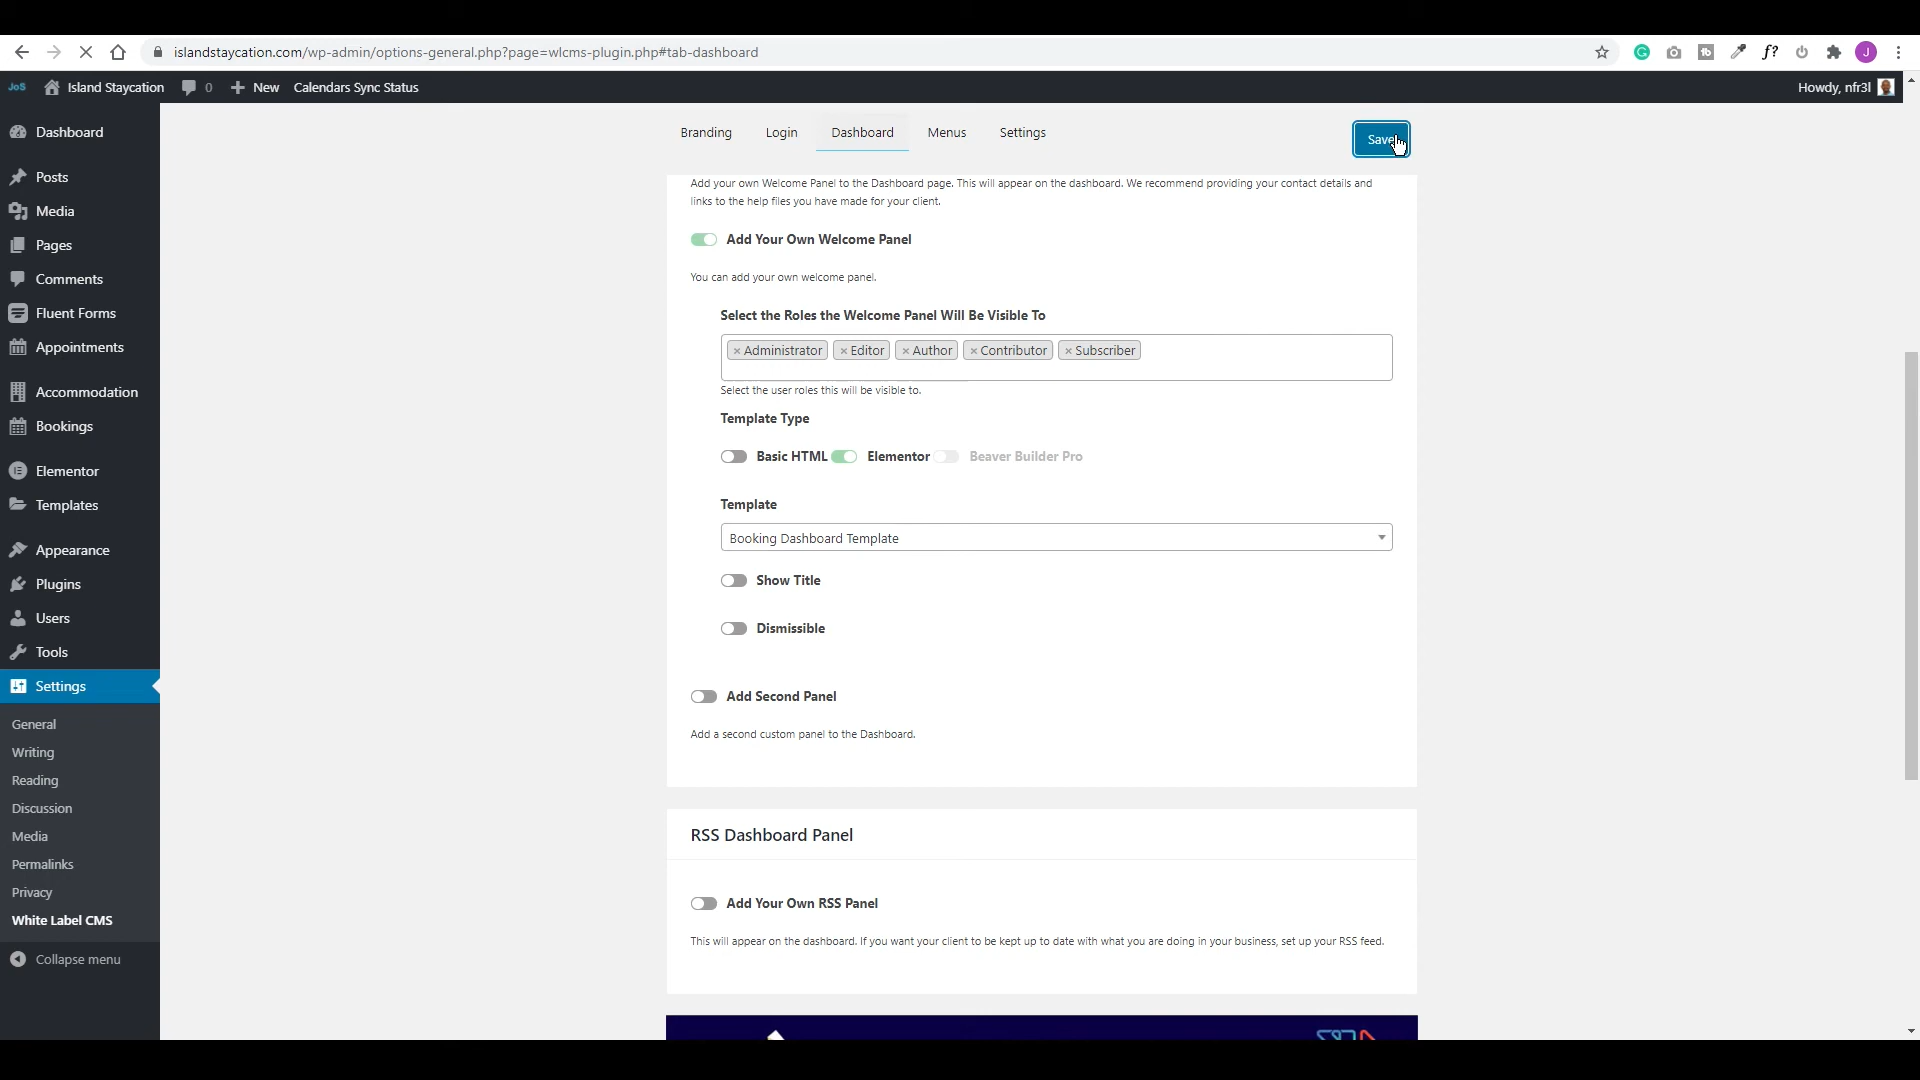 islandstaycation.com/wp-admin/options-general.php?page=wlcms-plugin.php#tab-dashboard
f?
J
JoS
Island Staycation
0
New
Calendars Sync Status
Howdy, nfr3l
Dashboard
Posts
Media
Pages
Comments
Fluent Forms
Appointments
Accommodation
Bookings
Elementor
Templates
Appearance
Plugins
Users
Tools
Settings
General
Writing
Reading
Discussion
Media
Permalinks
Privacy
White Label CMS
Collapse menu
Branding
Login
Dashboard
Menus
Settings
Save
Add your own Welcome Panel to the Dashboard page. This will appear on the dashboard. We recommend providing your contact details and
links to the help files you have made for your client.
Add Your Own Welcome Panel
You can add your own welcome panel.
Select the Roles the Welcome Panel Will Be Visible To
× Administrator × Editor × Author × Contributor × Subscriber
Select the user roles this will be visible to.
Template Type
Basic HTML Elementor Beaver Builder Pro
Template
Booking Dashboard Template
Show Title
Dismissible
Add Second Panel
Add a second custom panel to the Dashboard.
RSS Dashboard Panel
Add Your Own RSS Panel
This will appear on the dashboard. If you want your client to be kept up to date with what you are doing in your business, set up your RSS feed.